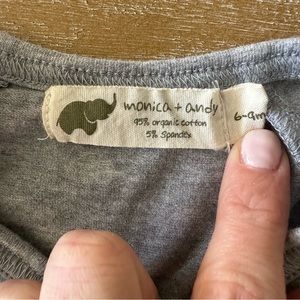 monica + andy
95% organic cotton
5% Spandex
6-9m